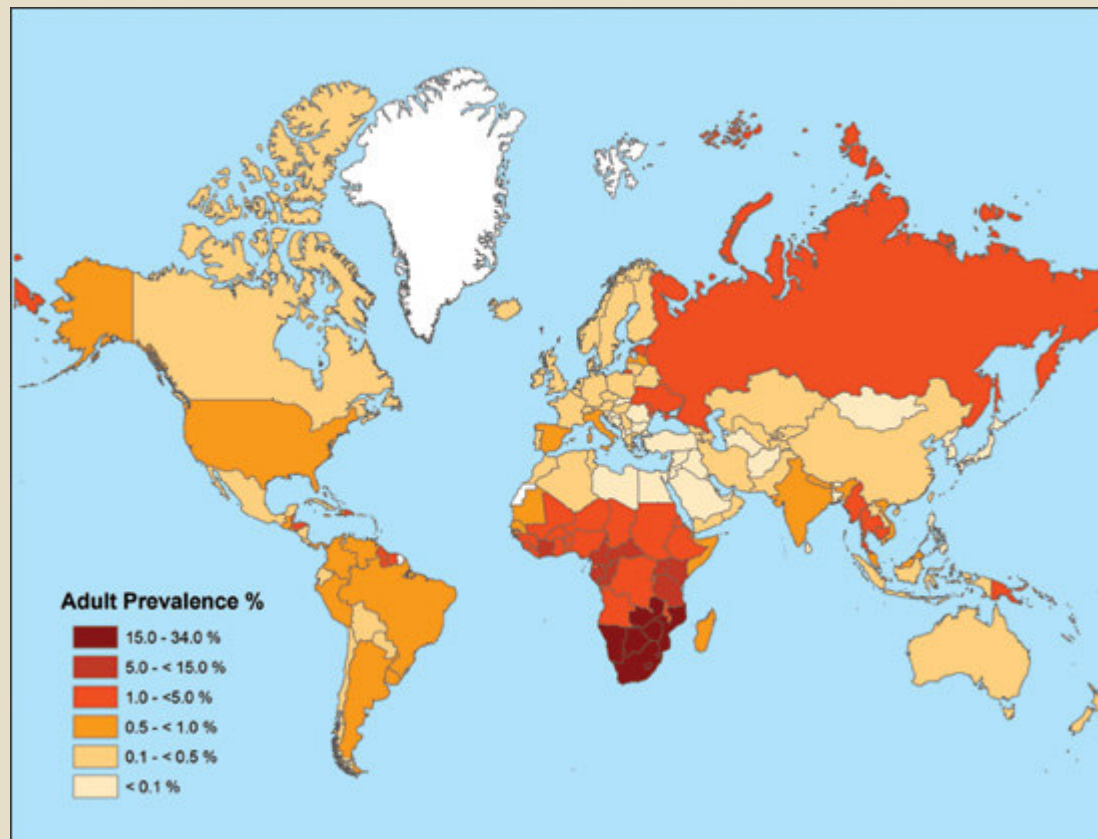 Adult Prevalence %
15.0 - 34.0 %
5.0 - < 15.0 %
1.0 - <5.0 %
0.5 - < 1.0 %
0.1 - < 0.5 %
< 0.1 %